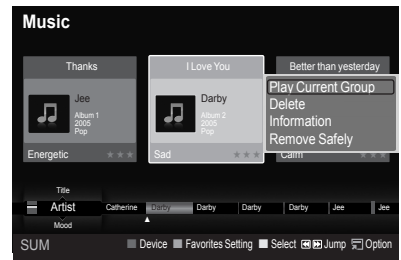 Music
Thanks
Jee
Album 1
2005
Pop
Energetic
I Love You
Darby
Album 2
2005
Pop
Sad
Better than yesterday
Calm
Play Current Group
Delete
Information
Remove Safely
Title
Artist
Mood
Catherine Darby Darby Darby Darby Jee Jee
SUM Device Favorites Setting Select Jump Option